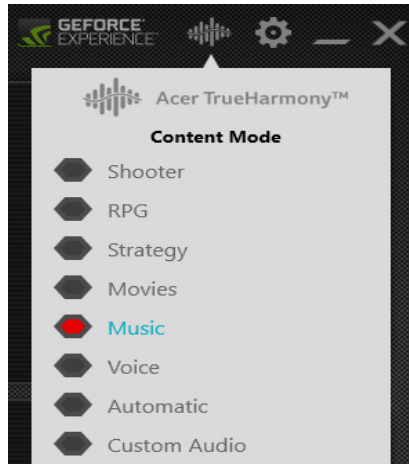 GEFORCE
EXPERIENCE
Acer TrueHarmony™
Content Mode
Shooter
RPG
Strategy
Movies
Music
Voice
Automatic
Custom Audio